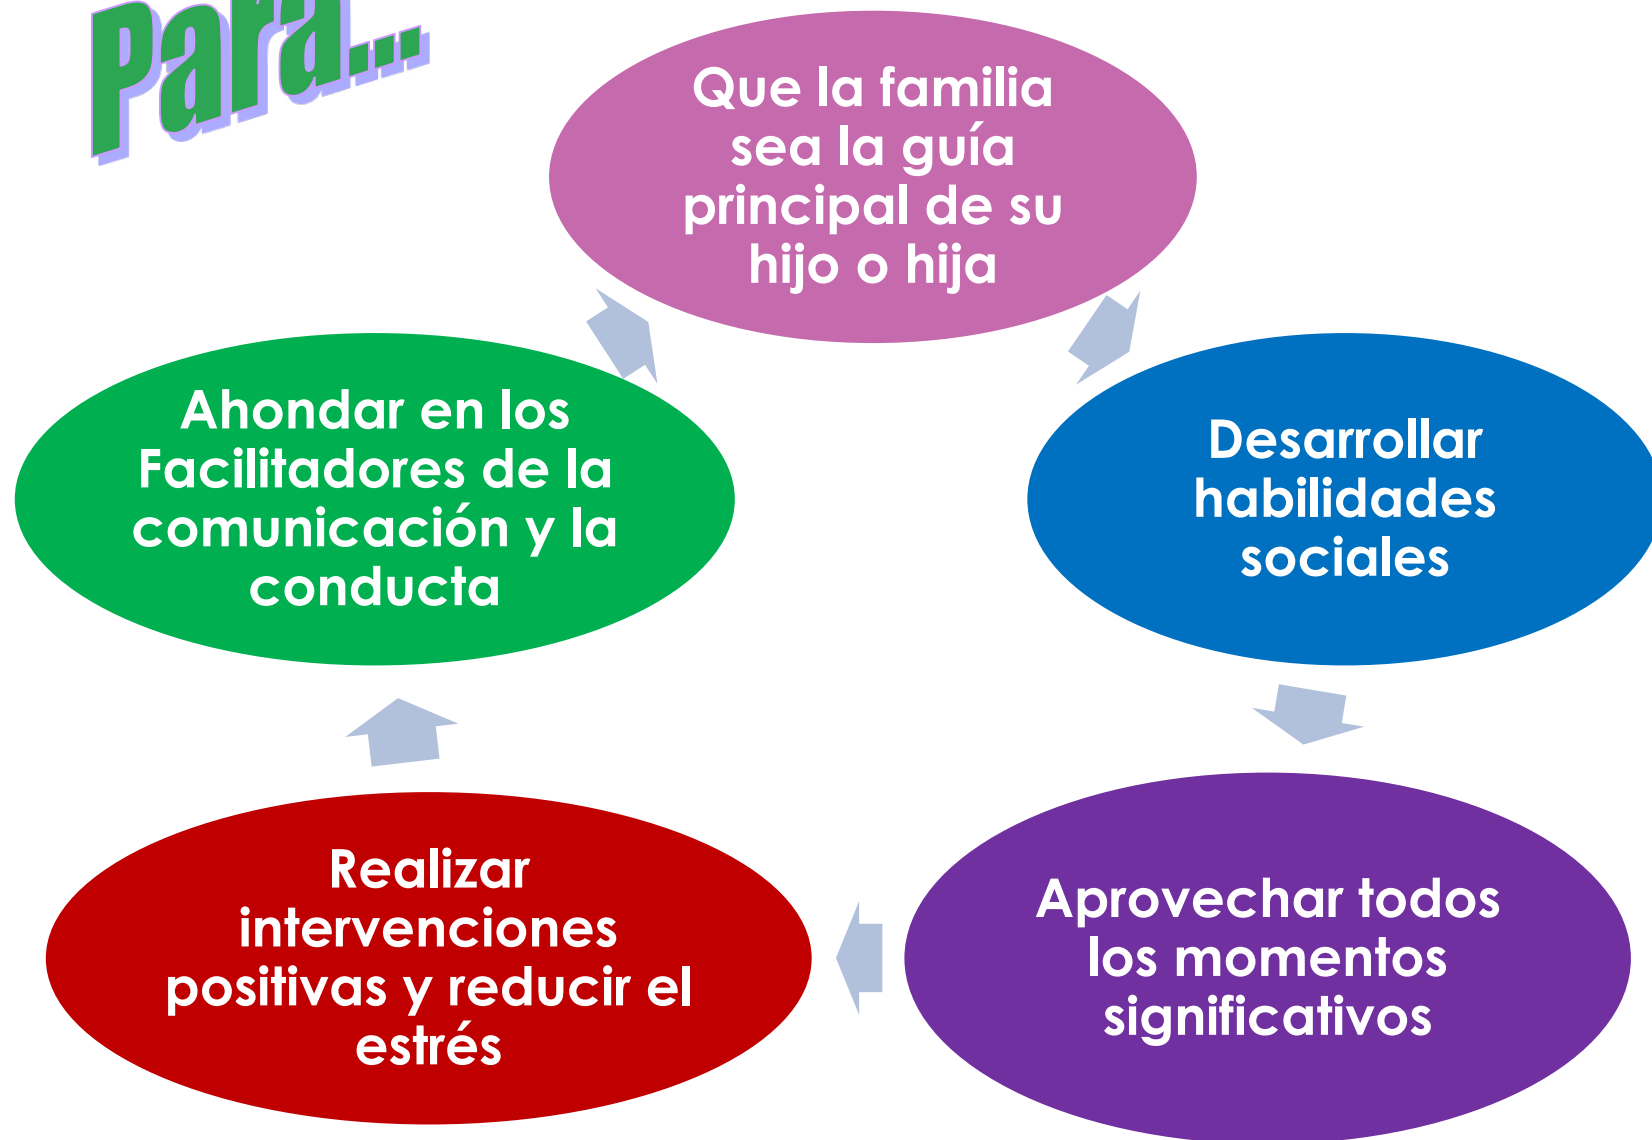 Para...
Que la familia
sea la guía
principal de su
hijo o hija
Desarrollar
habilidades
sociales
Aprovechar todos
los momentos
significativos
Realizar
intervenciones
positivas y reducir el
estrés
Ahondar en los
Facilitadores de la
comunicación y la
conducta